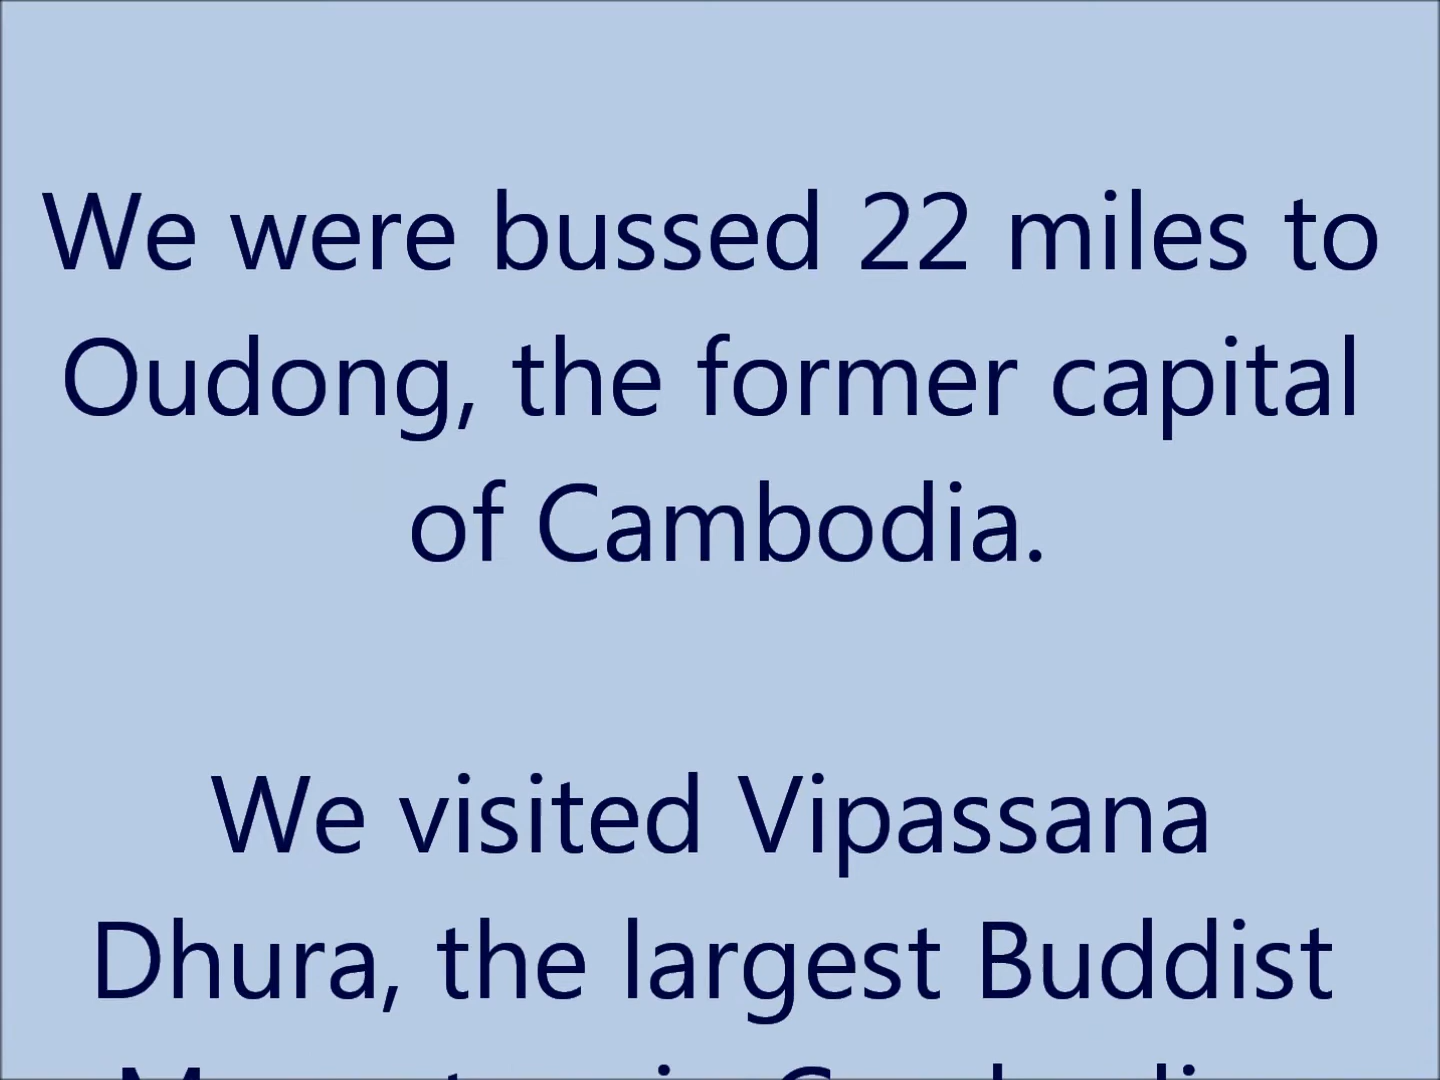 We were bussed 22 miles to
Oudong, the former capital
of Cambodia.
We visited Vipassana
Dhura, the largest Buddist